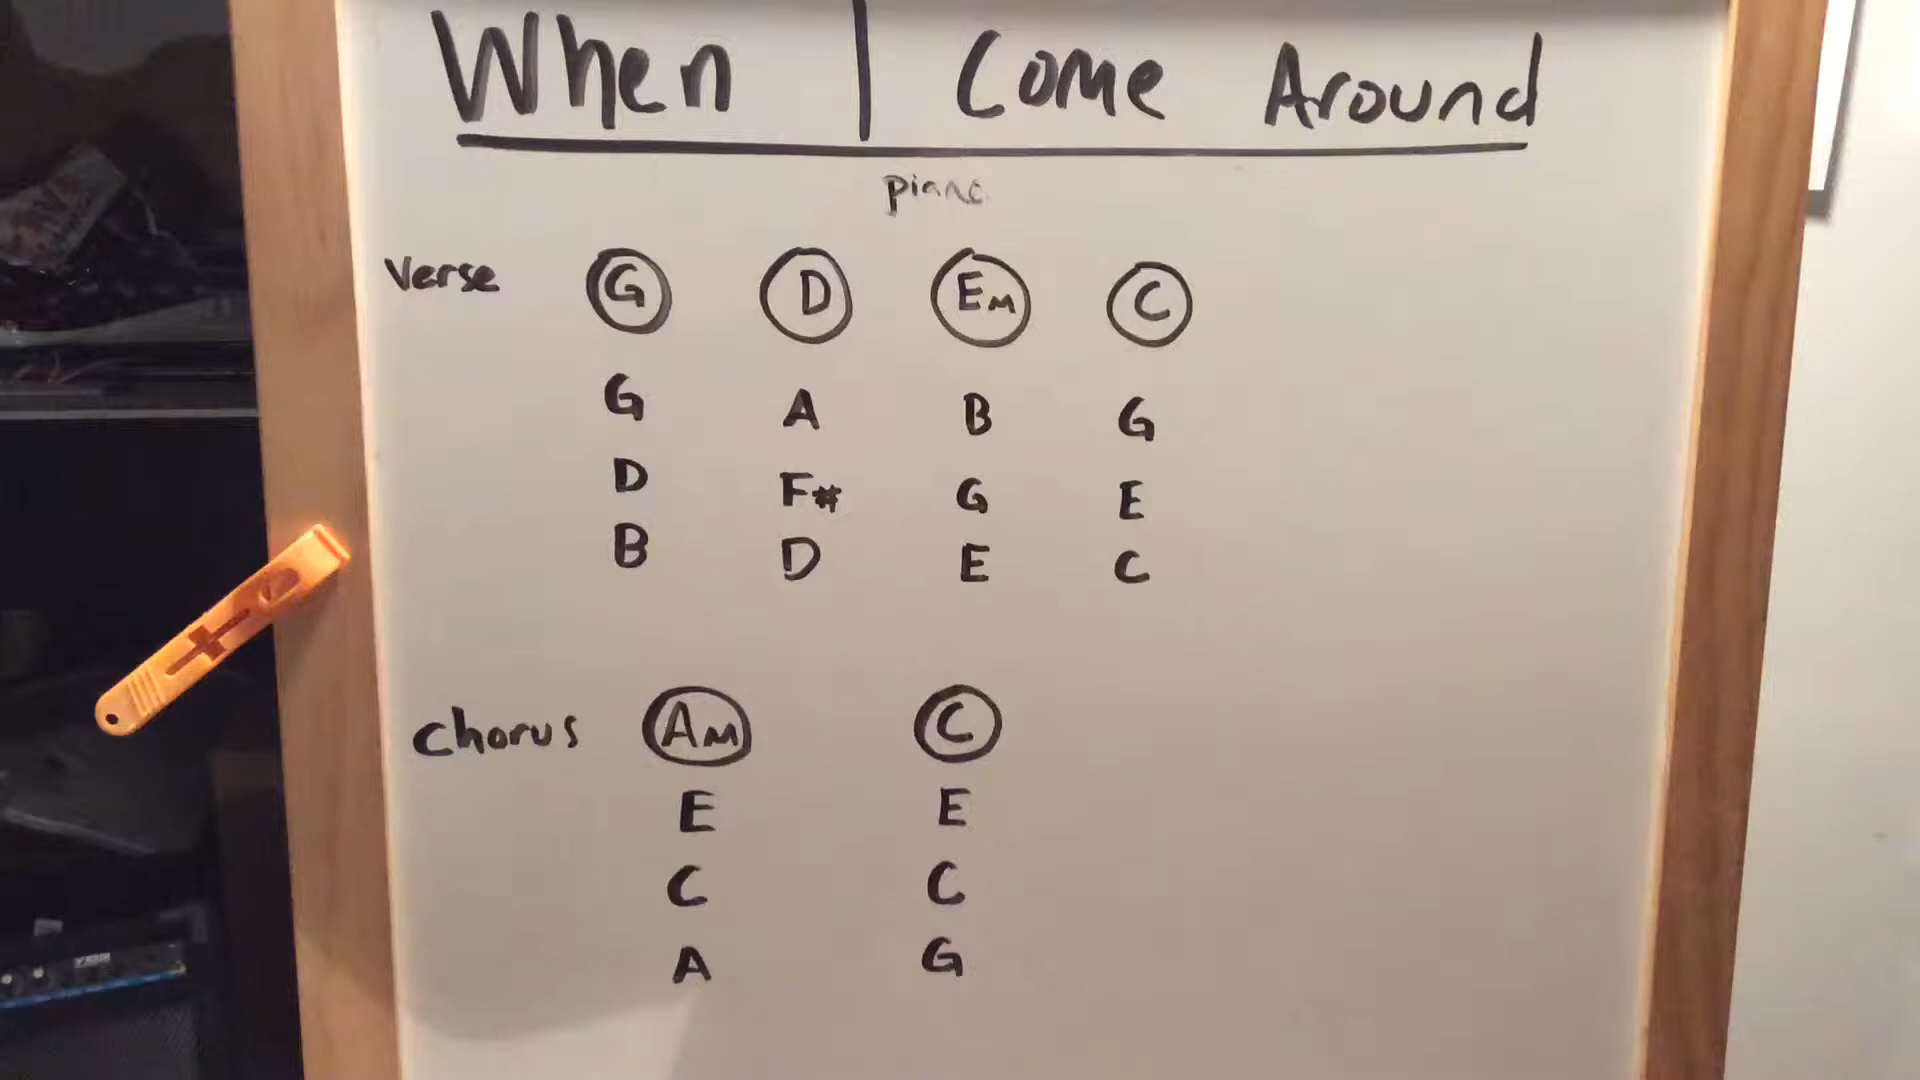 When I Come Around
piano
Verse G D Em C
G A B G
D F# G E
B D E C
Chorus Am C
E E
C C
A G